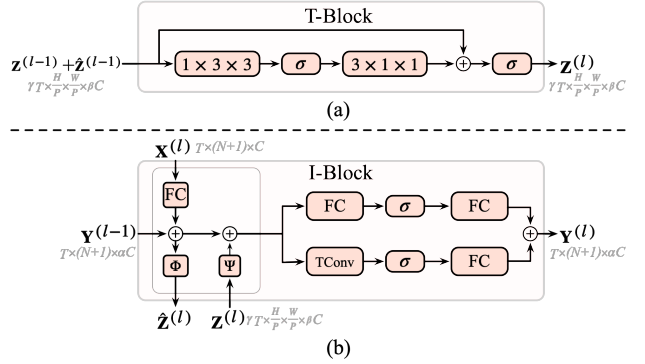 T-Block
z^(l−1) + ẑ^(l−1) 1 × 3 × 3 σ 3 × 1 × 1 + σ z^(l)
γT×H/P×W/P×βC γT×H/P×W/P×βC
(a)
X^(l) T×(N+1)×C
I-Block
FC FC σ FC
Y^(l−1) + + + Y^(l)
T×(N+1)×αC T×(N+1)×αC
Φ Ψ TConv σ FC
ẑ^(l) z^(l) γT×H/P×W/P×βC
(b)